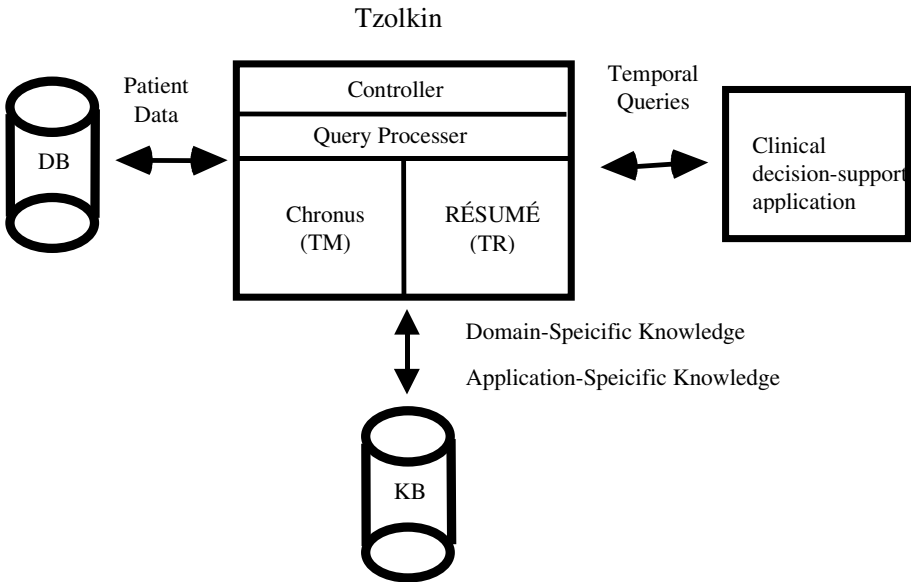 Tzolkin
Patient
Data
DB
Controller
Query Processer
Chronus
(TM)
RÉSUMÉ
(TR)
Temporal
Queries
Clinical
decision-support
application
Domain-Speicific Knowledge
Application-Speicific Knowledge
KB